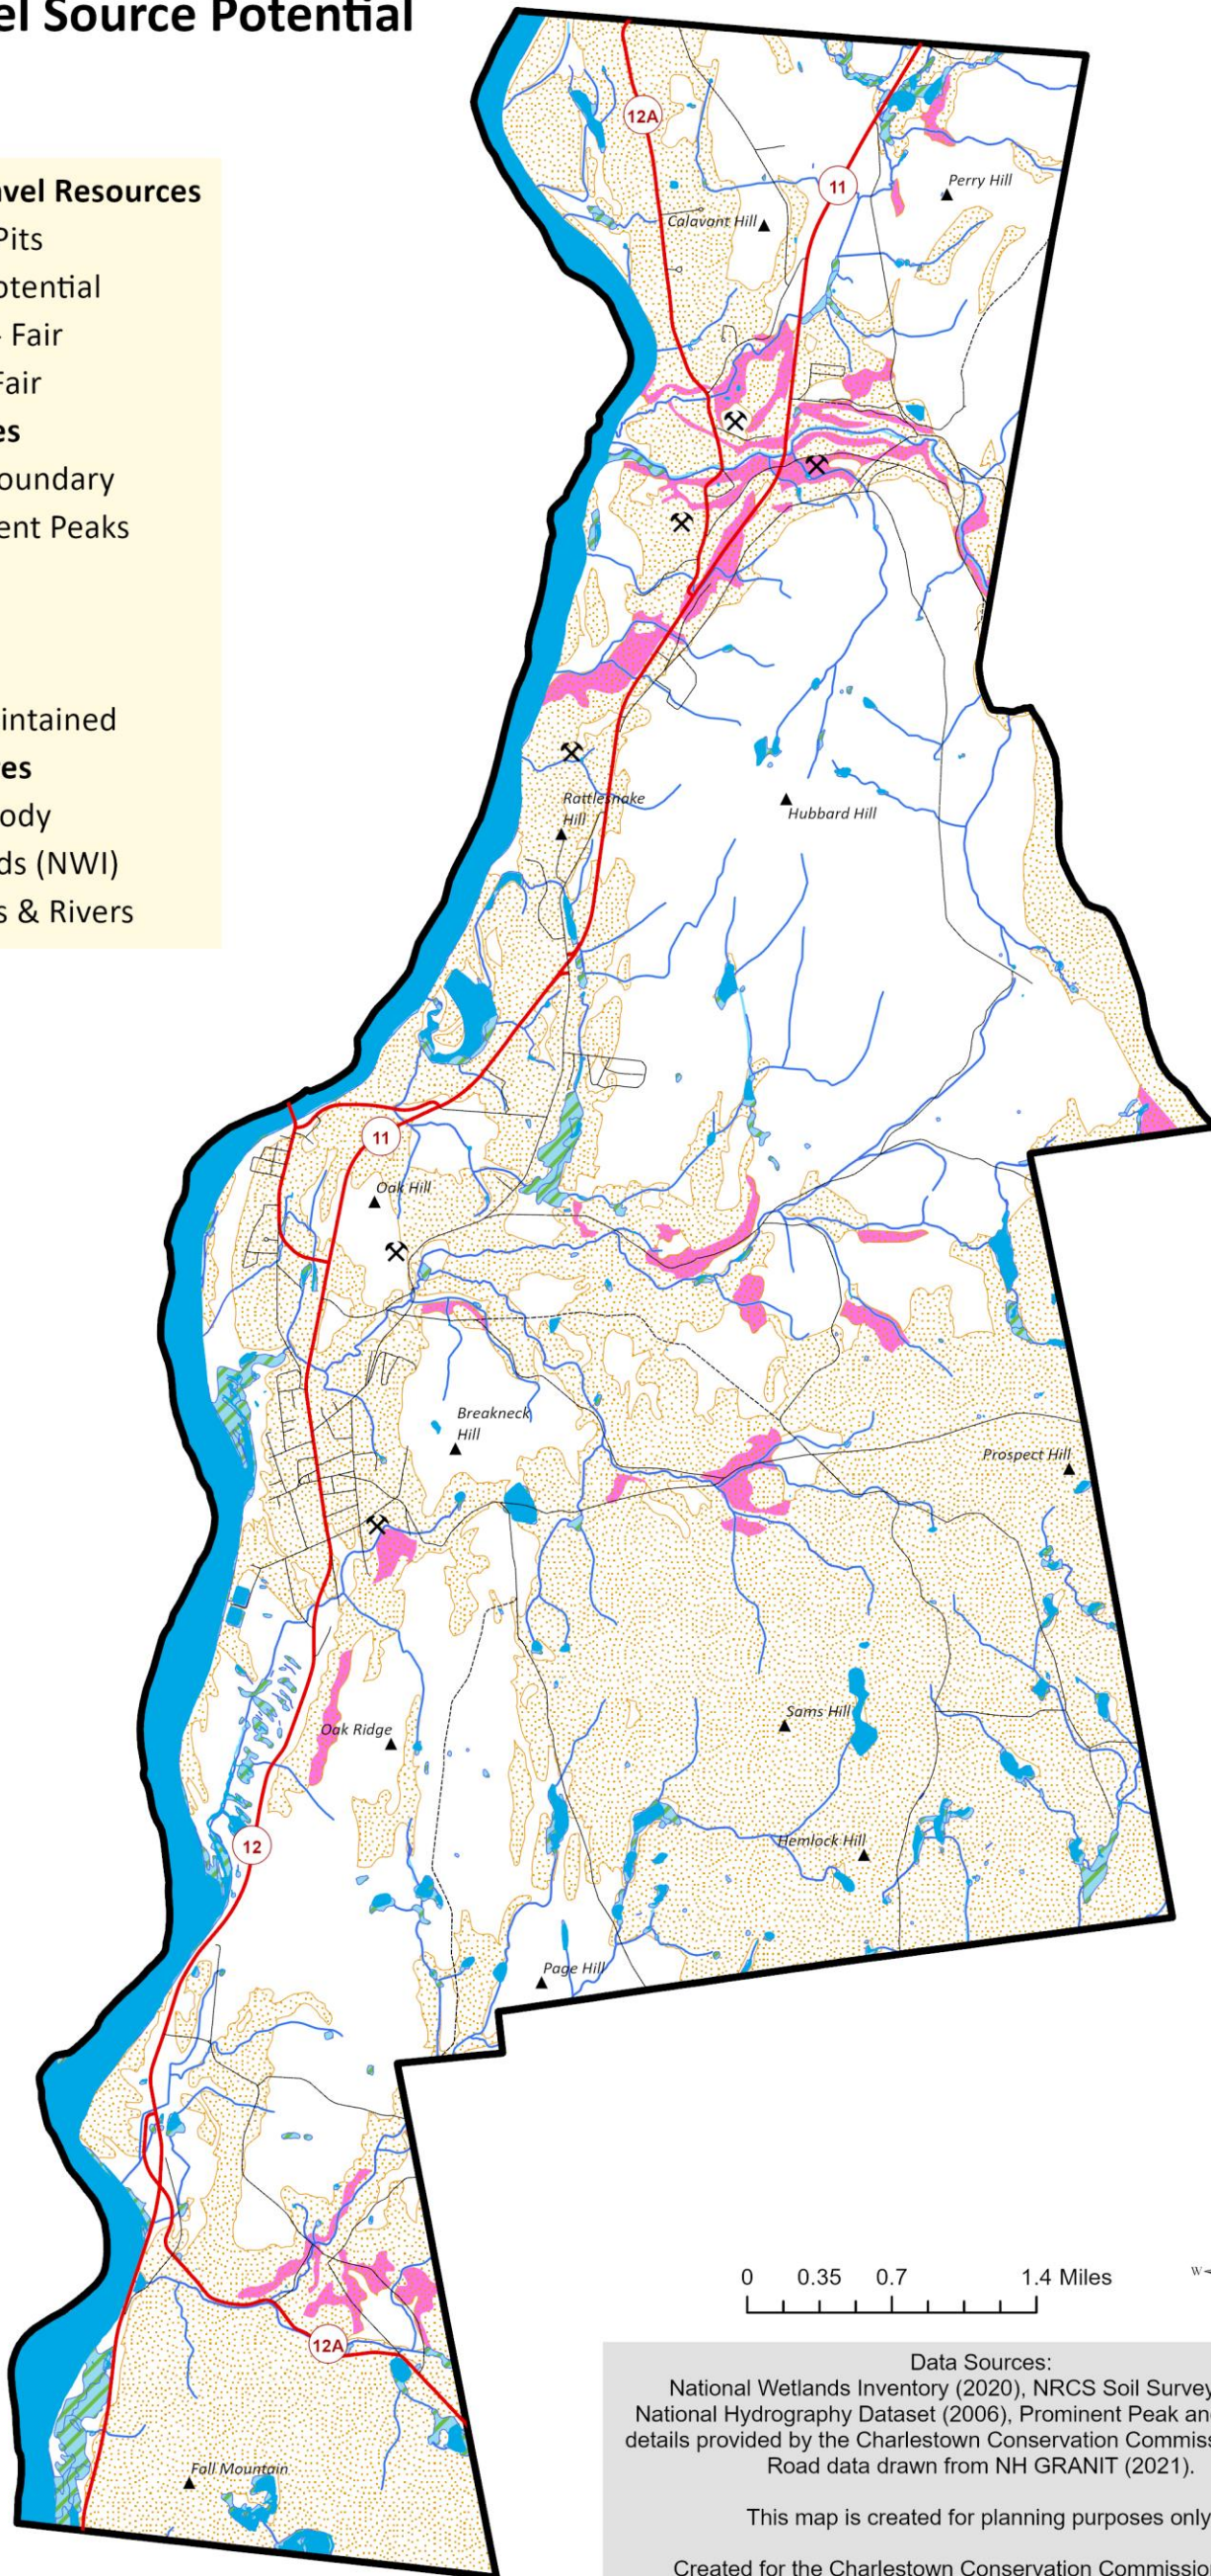 el Source Potential
avel Resources
Pits
otential
- Fair
Fair
es
oundary
ent Peaks
intained
res
ody
ds (NWI)
s & Rivers
12A
11
Perry Hill
Calavant Hill
Rattlesnake
Hill
Hubbard Hill
11
Oak Hill
Breakneck
Hill
Prospect Hill
Sams Hill
Oak Ridge
Hemlock Hill
12
Page Hill
12A
Fall Mountain
0 0.35 0.7 1.4 Miles
W
Data Sources:
National Wetlands Inventory (2020), NRCS Soil Survey
National Hydrography Dataset (2006), Prominent Peak an
details provided by the Charlestown Conservation Commiss
Road data drawn from NH GRANIT (2021).
This map is created for planning purposes only
Created for the Charlestown Conservation Commissio